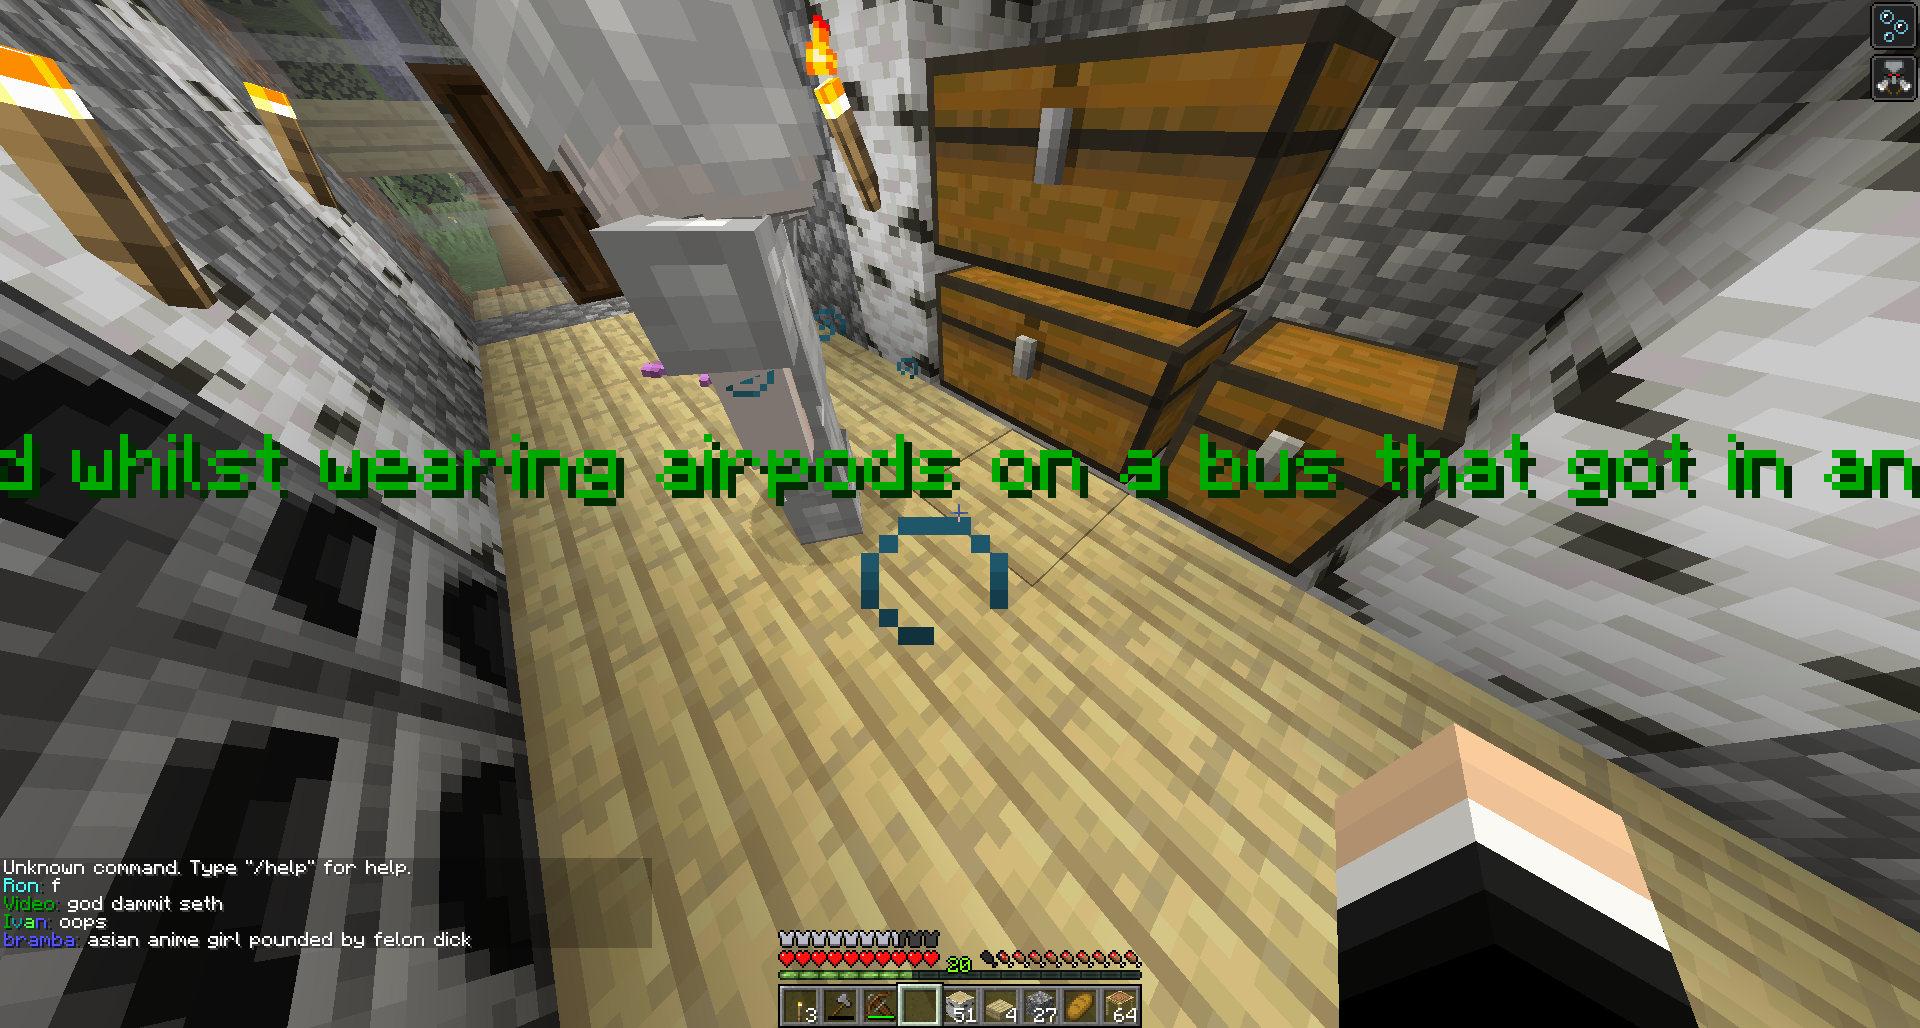 d whilst wearing airpods on a bus that got in an
Unknown command. Type "/help" for help.
Ron: f
Video: god dammit seth
Ivan: oops
bramba: asian anime girl pounded by felon dick
20
3 51 4 27 64